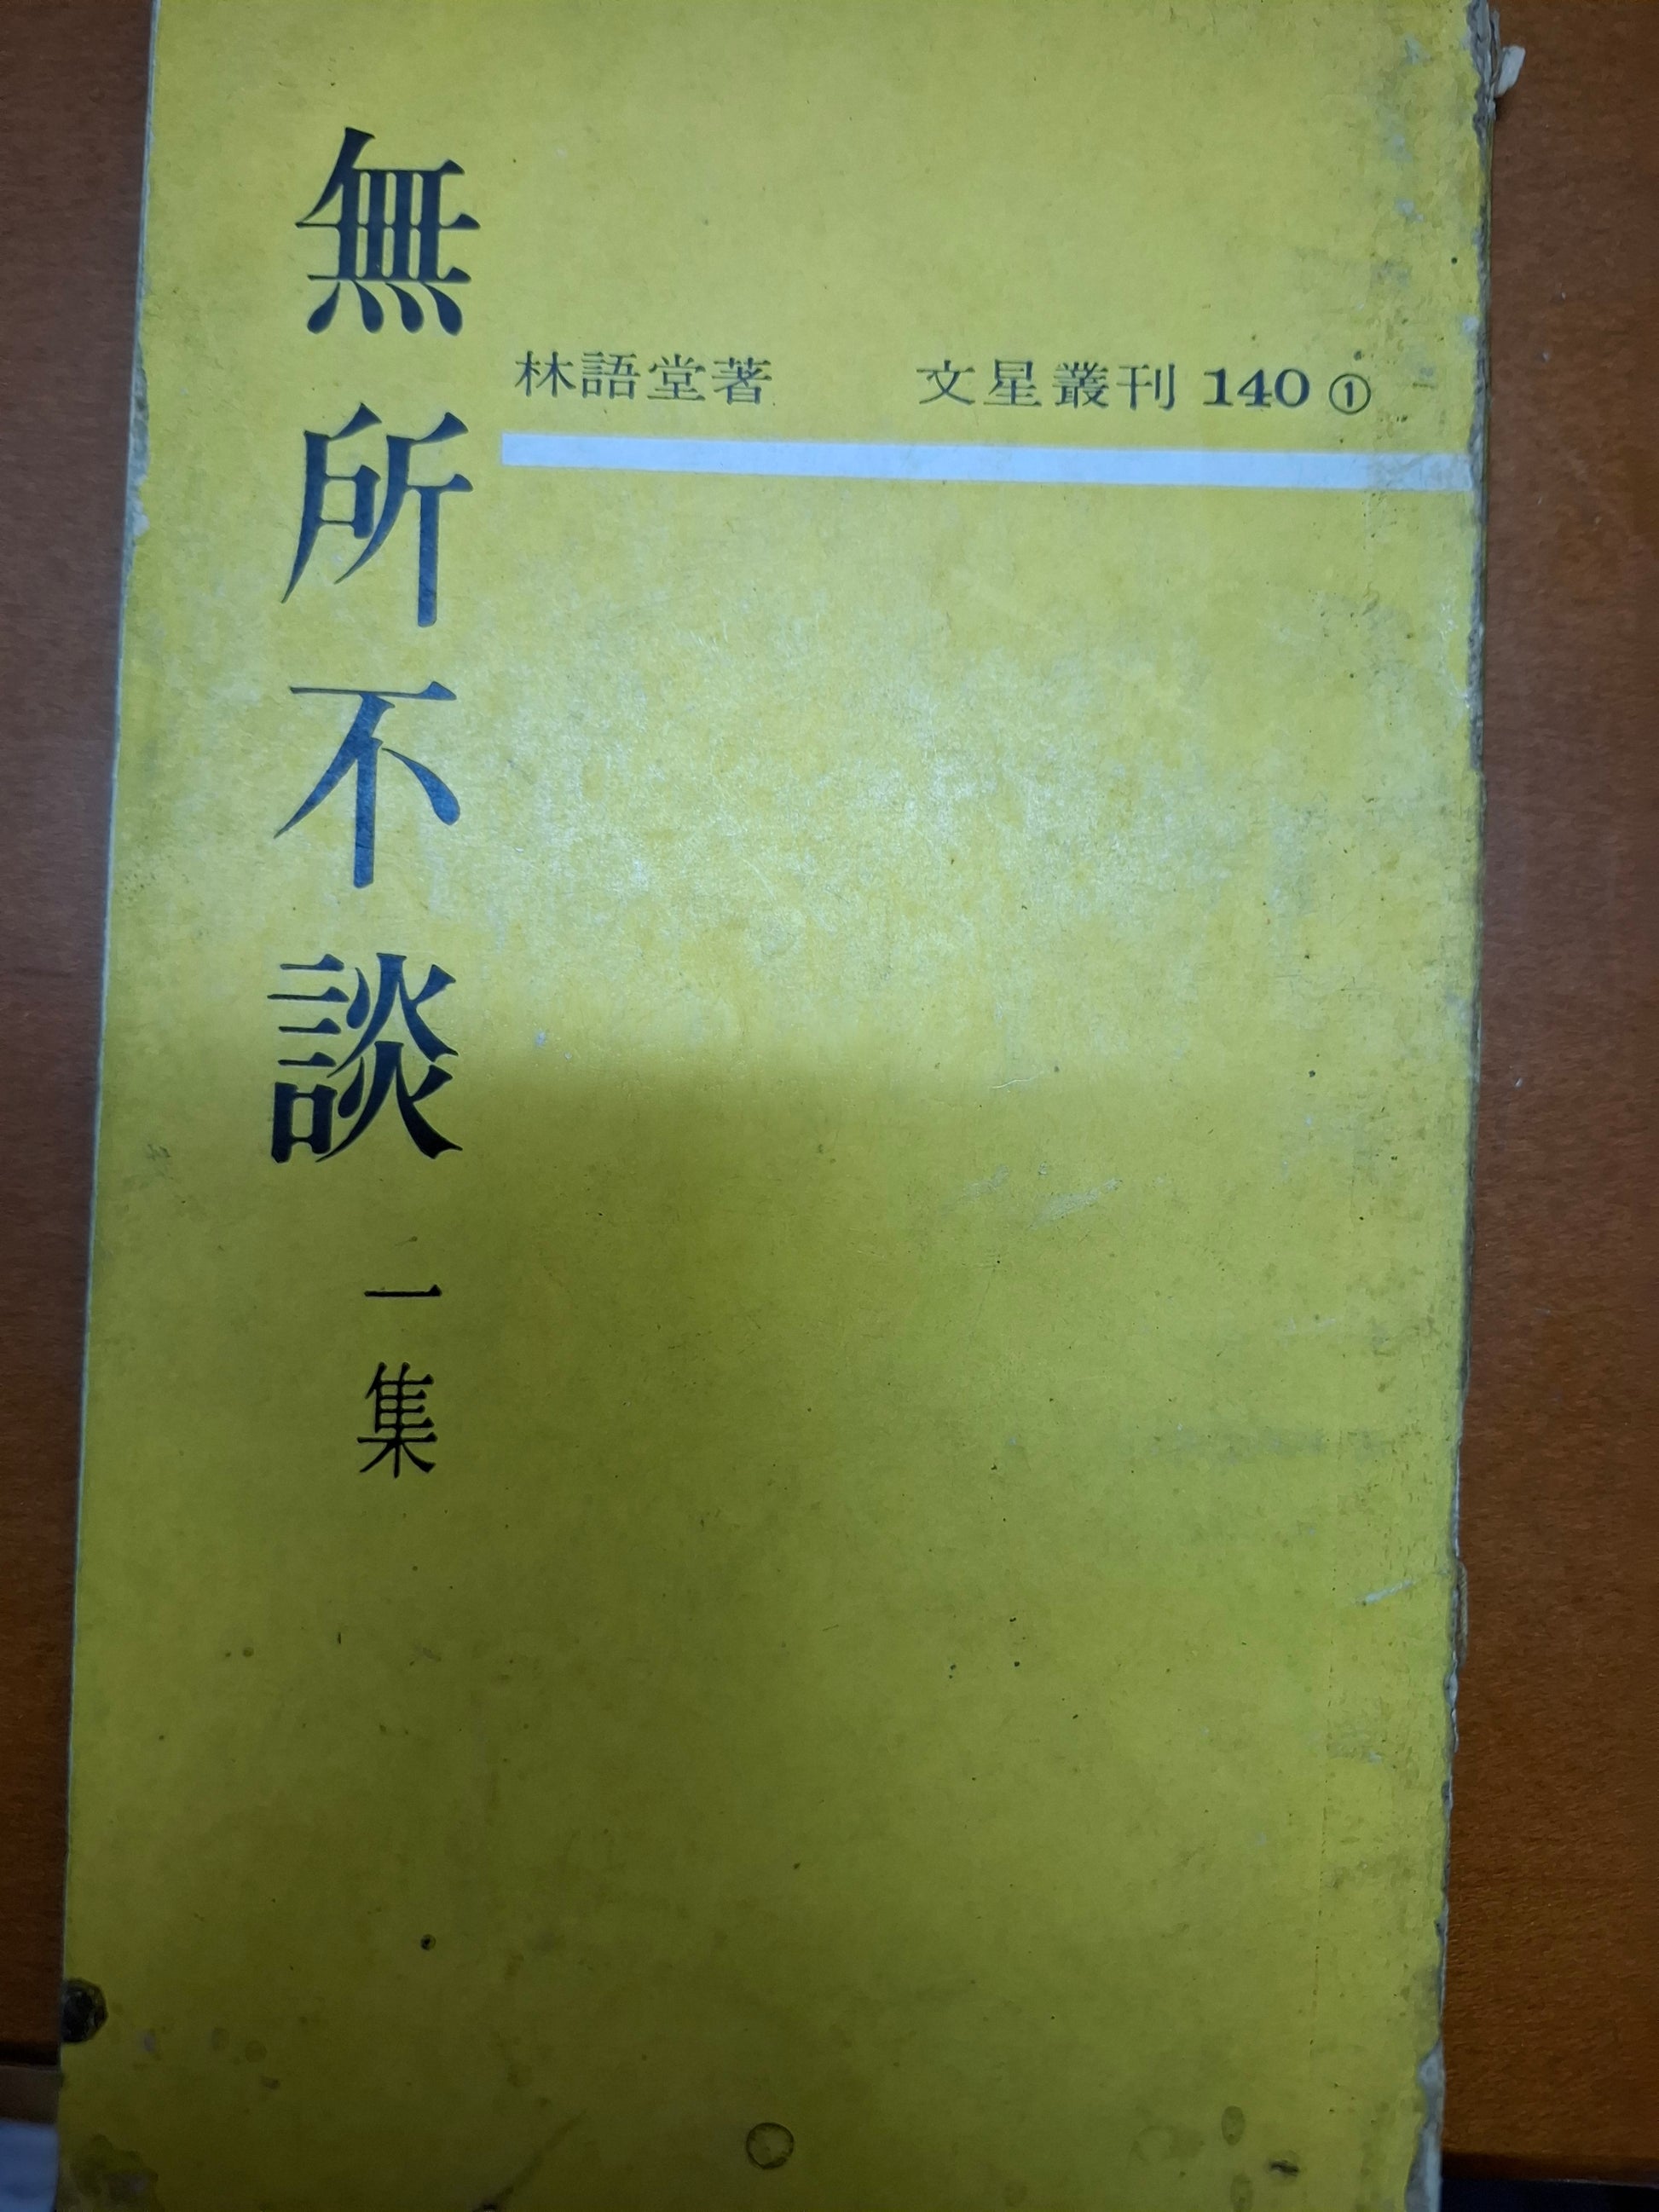 無所不談 一集
林語堂著 文星叢刊 140 ①